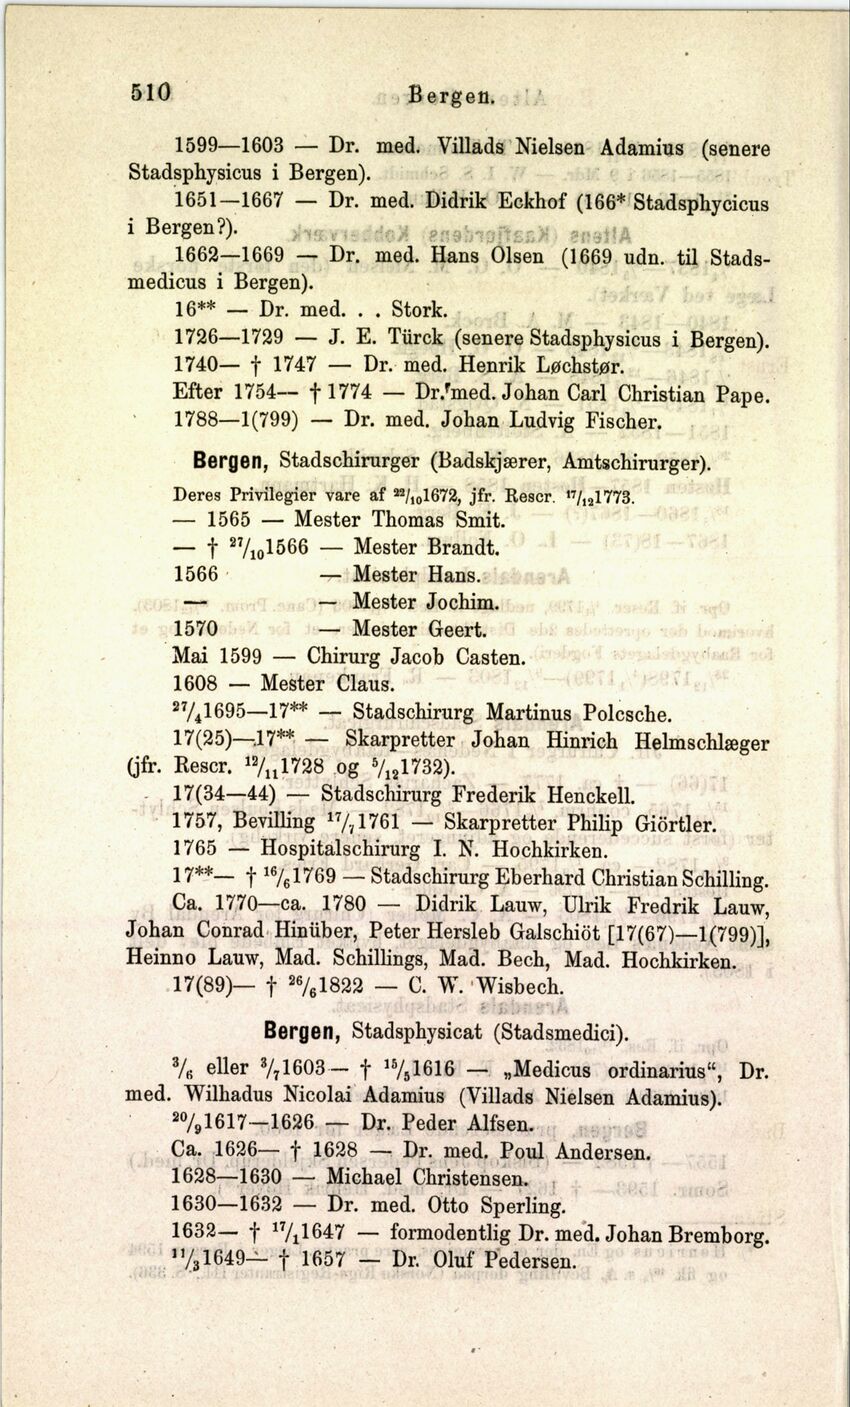 510 Bergen.
1599—1603 — Dr. med. Villads Nielsen Adamius (senere
Stadsphysicus i Bergen).
1651—1667 — Dr. med. Didrik Eckhof (166* Stadsphycicus
i Bergen?).
1662—1669 — Dr. med. Hans Olsen (1669 udn. til Stads-
medicus i Bergen).
16** — Dr. med. . . Stork.
1726—1729 — J. E. Türck (senere Stadsphysicus i Bergen).
1740— † 1747 — Dr. med. Henrik Løchstør.
Efter 1754— † 1774 — Dr. med. Johan Carl Christian Pape.
1788—1(799) — Dr. med. Johan Ludvig Fischer.
Bergen, Stadschirurger (Badskjærer, Amtschirurger).
Deres Privilegier vare af ²²/₁₀1672, jfr. Rescr. ¹⁷/₁₂1773.
— 1565 — Mester Thomas Smit.
— † ²⁷/₁₀1566 — Mester Brandt.
1566 — Mester Hans.
— — Mester Jochim.
1570 — Mester Geert.
Mai 1599 — Chirurg Jacob Casten.
1608 — Mester Claus.
²⁷/₄1695—17** — Stadschirurg Martinus Polcsche.
17(25)—17** — Skarpretter Johan Hinrich Helmschlæger
(jfr. Rescr. ¹²/₁₁1728 og ⁵/₁₂1732).
17(34—44) — Stadschirurg Frederik Henckell.
1757, Bevilling ¹⁷/₇1761 — Skarpretter Philip Giörtler.
1765 — Hospitalschirurg I. N. Hochkirken.
17**— † ¹⁶/₆1769 — Stadschirurg Eberhard Christian Schilling.
Ca. 1770—ca. 1780 — Didrik Lauw, Ulrik Fredrik Lauw,
Johan Conrad Hinüber, Peter Hersleb Galschiöt [17(67)—1(799)],
Heinno Lauw, Mad. Schillings, Mad. Bech, Mad. Hochkirken.
17(89)— † ²⁶/₆1822 — C. W. Wisbech.
Bergen, Stadsphysicat (Stadsmedici).
³/₆ eller ³/₇1603— † ¹⁵/₅1616 — „Medicus ordinarius“, Dr.
med. Wilhadus Nicolai Adamius (Villads Nielsen Adamius).
²⁰/₉1617—1626 — Dr. Peder Alfsen.
Ca. 1626— † 1628 — Dr. med. Poul Andersen.
1628—1630 — Michael Christensen.
1630—1632 — Dr. med. Otto Sperling.
1632— † ¹⁷/₁1647 — formodentlig Dr. med. Johan Bremborg.
¹¹/₃1649— † 1657 — Dr. Oluf Pedersen.